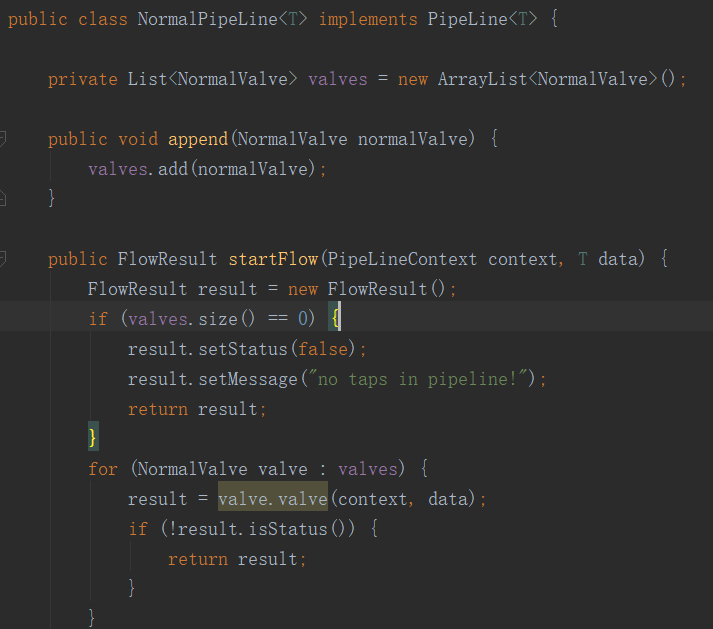 public class NormalPipeLine<T> implements PipeLine<T> {
private List<NormalValve> valves = new ArrayList<NormalValve>();
public void append(NormalValve normalValve) {
valves.add(normalValve);
}
public FlowResult startFlow(PipeLineContext context, T data) {
FlowResult result = new FlowResult();
if (valves.size() == 0) {
result.setStatus(false);
result.setMessage("no taps in pipeline!");
return result;
}
for (NormalValve valve : valves) {
result = valve.valve(context, data);
if (!result.isStatus()) {
return result;
}
}